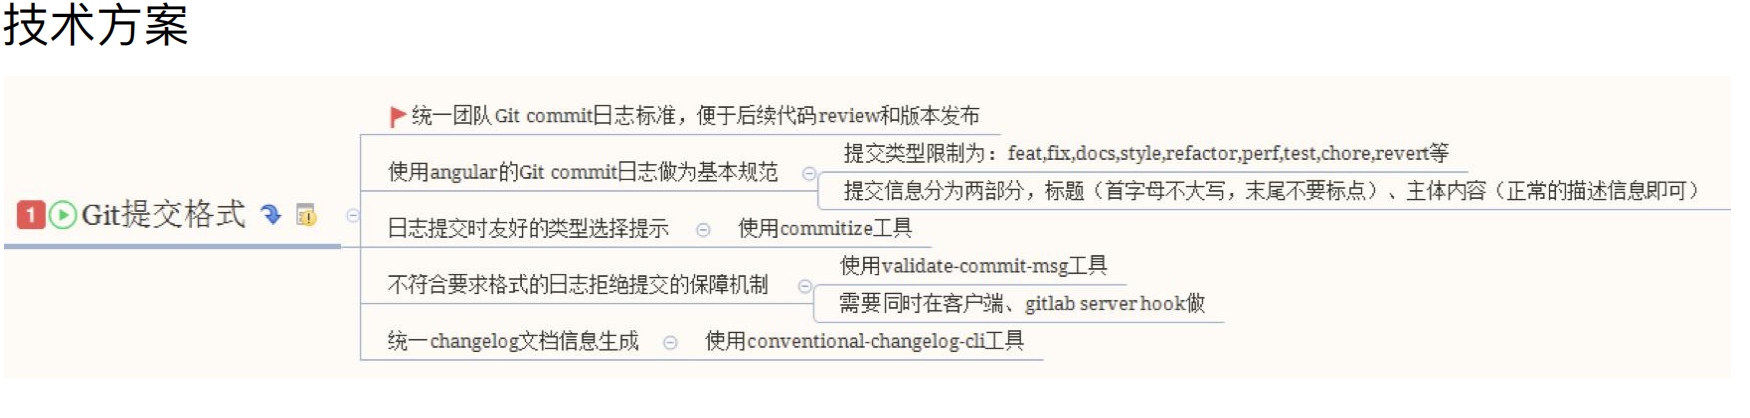 技术方案
统一团队Git commit日志标准，便于后续代码review和版本发布
提交类型限制为：feat,fix,docs,style,refactor,perf,test,chore,revert等
使用angular的Git commit日志做为基本规范
提交信息分为两部分，标题（首字母不大写，末尾不要标点）、主体内容（正常的描述信息即可）
1 Git提交格式
日志提交时友好的类型选择提示 使用commitize工具
使用validate-commit-msg工具
不符合要求格式的日志拒绝提交的保障机制
需要同时在客户端、gitlab server hook做
统一changelog文档信息生成 使用conventional-changelog-cli工具